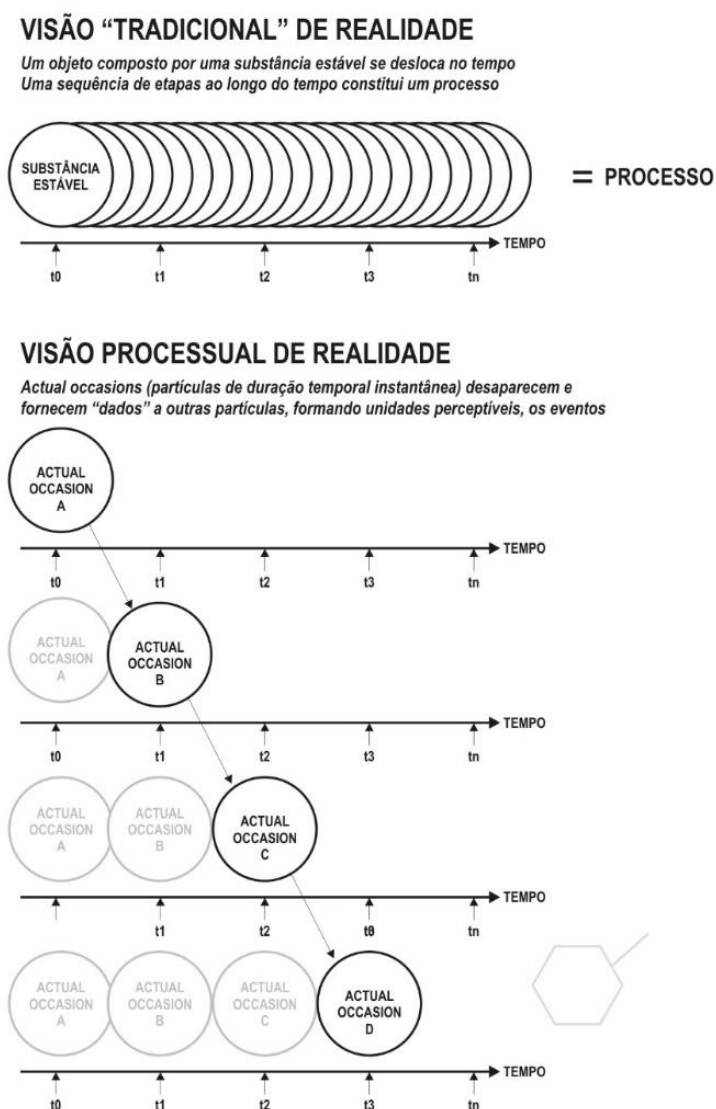 VISÃO “TRADICIONAL” DE REALIDADE
Um objeto composto por uma substância estável se desloca no tempo
Uma sequência de etapas ao longo do tempo constitui um processo
SUBSTÂNCIA
ESTÁVEL
= PROCESSO
TEMPO
t0 t1 t2 t3 tn
VISÃO PROCESSUAL DE REALIDADE
Actual occasions (partículas de duração temporal instantânea) desaparecem e
fornecem “dados” a outras partículas, formando unidades perceptíveis, os eventos
ACTUAL
OCCASION
A
TEMPO
t0 t1 t2 t3 tn
ACTUAL
OCCASION
A
ACTUAL
OCCASION
B
TEMPO
t0 t1 t2 t3 tn
ACTUAL
OCCASION
A
ACTUAL
OCCASION
B
ACTUAL
OCCASION
C
TEMPO
t1 t2 tn
ACTUAL
OCCASION
A
ACTUAL
OCCASION
B
ACTUAL
OCCASION
C
ACTUAL
OCCASION
D
TEMPO
t0 t1 t2 t3 tn